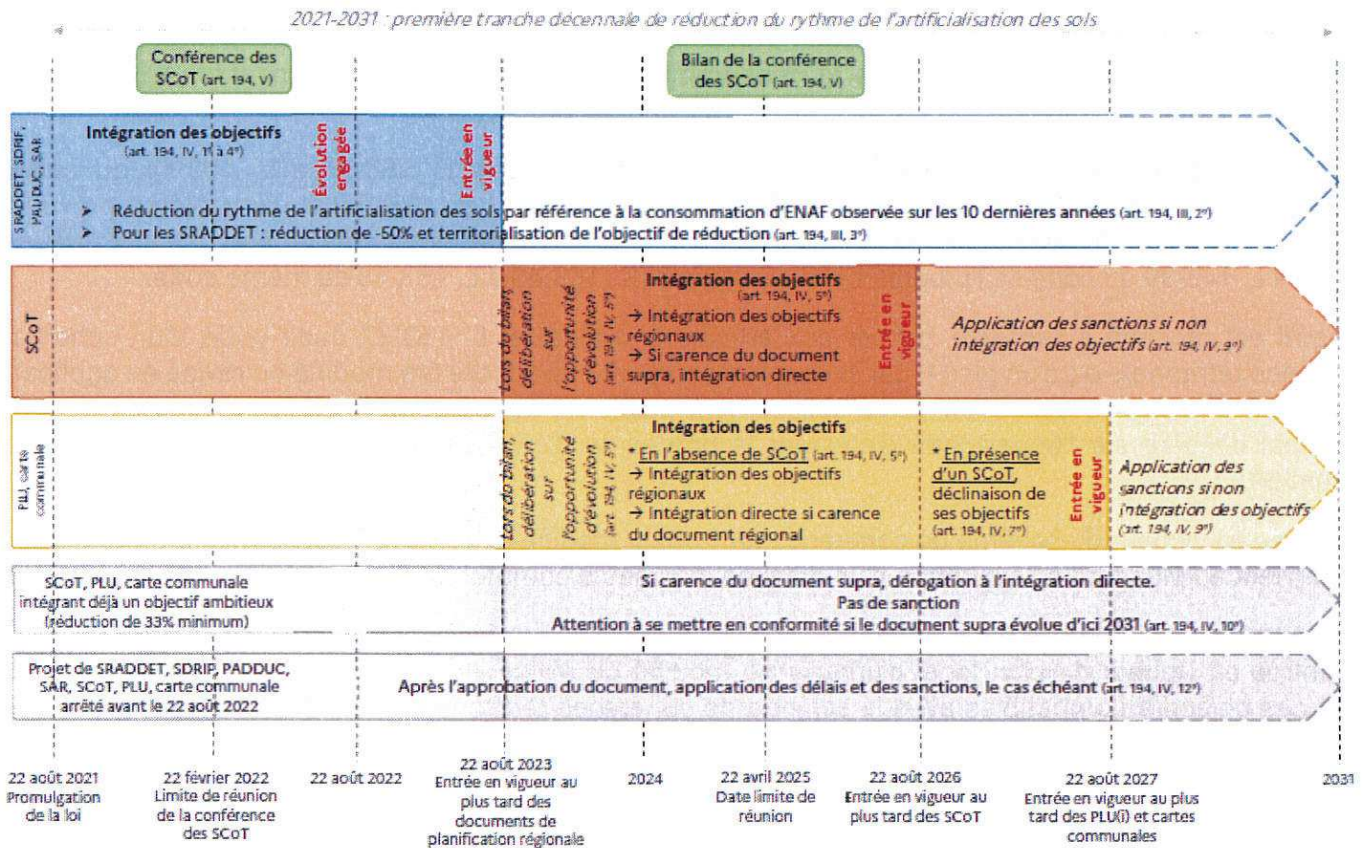 2021-2031 : première tranche décennale de réduction du rythme de l'artificialisation des sols
Conférence des
SCoT (art. 194, V)
Bilan de la conférence
des SCoT (art. 194, V)
SRADDET, SDRIF,
PADDUC, SAR
Intégration des objectifs
(art. 194, IV, 1° à 4°)
Évolution
engagée
Entrée en
vigueur
➤ Réduction du rythme de l'artificialisation des sols par référence à la consommation d'ENAF observée sur les 10 dernières années (art. 194, III, 2°)
➤ Pour les SRADDET : réduction de -50% et territorialisation de l'objectif de réduction (art. 194, III, 3°)
SCoT
Lors du bilan,
délibération
sur
l'opportunité
d'évolution
(art. 194, IV, 5°)
Intégration des objectifs
(art. 194, IV, 5°)
→ Intégration des objectifs
régionaux
→ Si carence du document
supra, intégration directe
Entrée en
vigueur
Application des sanctions si non
intégration des objectifs (art. 194, IV, 9°)
PLU, carte
communale
Lors du bilan,
délibération
sur
l'opportunité
d'évolution
(art. 194, IV, 5°)
Intégration des objectifs
* En l'absence de SCoT (art. 194, IV, 5°)
→ Intégration des objectifs
régionaux
→ Intégration directe si carence
du document régional
* En présence
d'un SCoT,
déclinaison de
ses objectifs
(art. 194, IV, 7°)
Entrée en
vigueur
Application des
sanctions si non
intégration des objectifs
(art. 194, IV, 9°)
SCoT, PLU, carte communale
intégrant déjà un objectif ambitieux
(réduction de 33% minimum)
Si carence du document supra, dérogation à l'intégration directe.
Pas de sanction
Attention à se mettre en conformité si le document supra évolue d'ici 2031 (art. 194, IV, 10°)
Projet de SRADDET, SDRIF, PADDUC,
SAR, SCoT, PLU, carte communale
arrêté avant le 22 août 2022
Après l'approbation du document, application des délais et des sanctions, le cas échéant (art. 194, IV, 12°)
22 août 2021
Promulgation
de la loi
22 février 2022
Limite de réunion
de la conférence
des SCoT
22 août 2022
22 août 2023
Entrée en vigueur au
plus tard des
documents de
planification régionale
2024
22 avril 2025
Date limite de
réunion
22 août 2026
Entrée en vigueur au
plus tard des SCoT
22 août 2027
Entrée en vigueur au plus
tard des PLU(i) et cartes
communales
2031